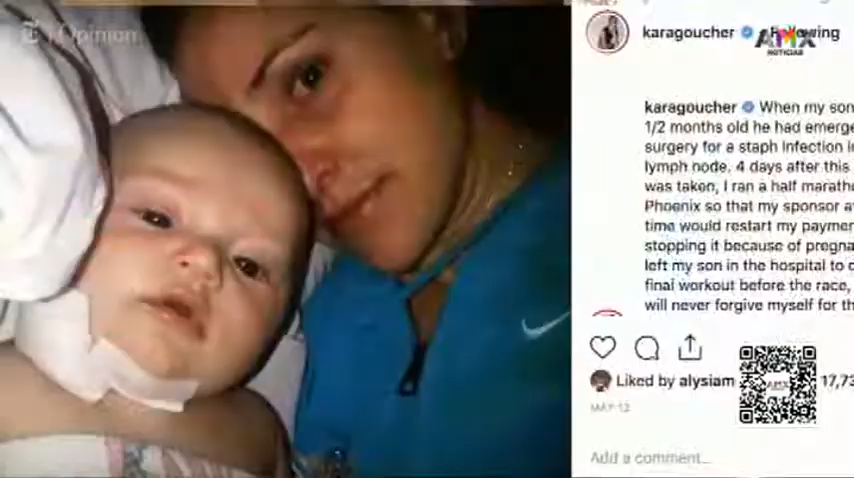 Opinion
karagoucher
Following
AMX
NOTICIAS
karagoucher When my son
1/2 months old he had emerge
surgery for a staph infection i
lymph node. 4 days after this
was taken, I ran a half marath
Phoenix so that my sponsor a
time would restart my paymen
stopping it because of pregna
left my son in the hospital to
final workout before the race,
will never forgive myself for th
Liked by alysiam
17,73
MAY 12
Add a comment...